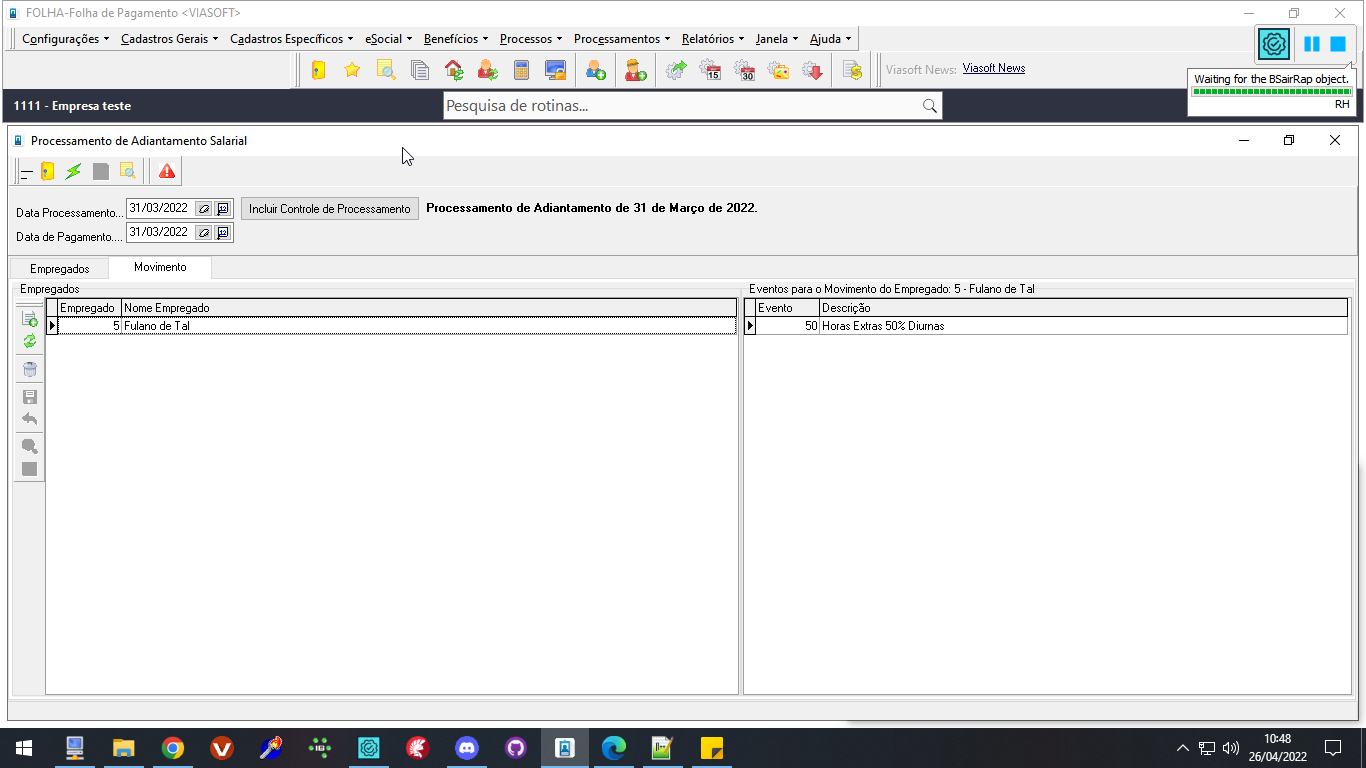 FOLHA-Folha de Pagamento <VIASOFT>
Configurações Cadastros Gerais Cadastros Específicos eSocial Benefícios Processos Processamentos Relatórios Janela Ajuda
15 30 Viasoft News: Viasoft News
Waiting for the BSairRap object.
RH
1111 - Empresa teste
Pesquisa de rotinas...
Processamento de Adiantamento Salarial
Data Processamento... 31/03/2022 12 Incluir Controle de Processamento Processamento de Adiantamento de 31 de Março de 2022.
Data de Pagamento.... 31/03/2022 12
Empregados Movimento
Empregados
Empregado Nome Empregado
5 Fulano de Tal
Eventos para o Movimento do Empregado: 5 - Fulano de Tal
Evento Descrição
50 Horas Extras 50% Diurnas
10:48
26/04/2022